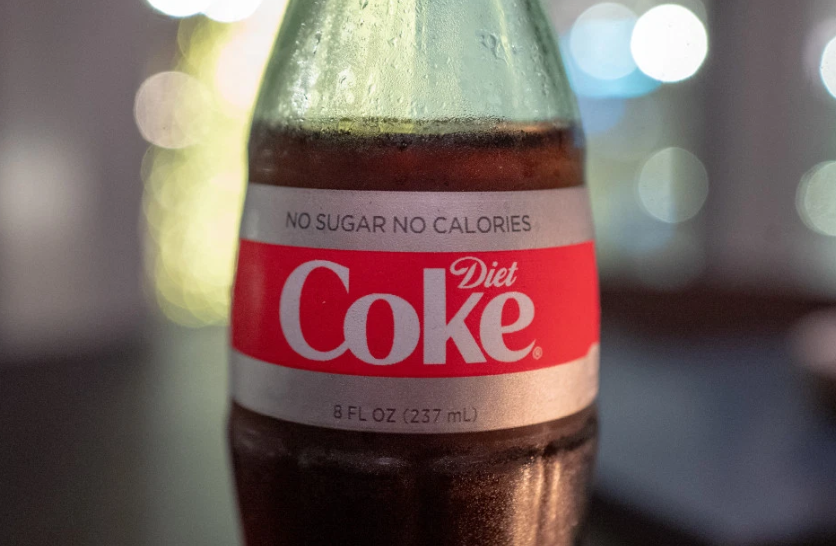 NO SUGAR NO CALORIES
Diet
Coke®
8 FL OZ (237 mL)